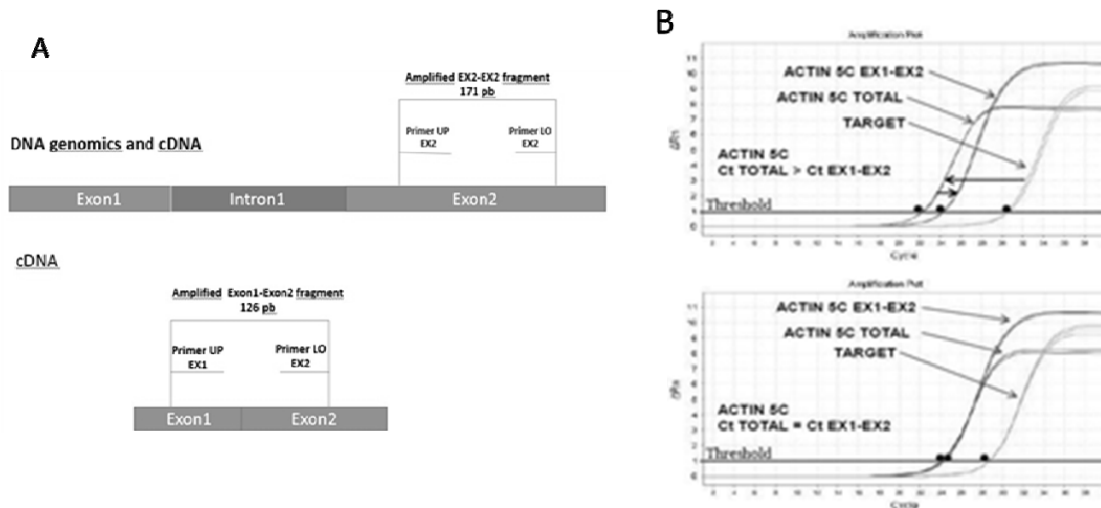 A
Amplified EX2-EX2 fragment
171 pb
Primer UP
EX2
Primer LO
EX2
DNA genomics and cDNA
Exon1
Intron1
Exon2
cDNA
Amplified Exon1-Exon2 fragment
126 pb
Primer UP
EX1
Primer LO
EX2
Exon1
Exon2
B
Amplification Plot
ACTIN 5C EX1-EX2
ACTIN 5C TOTAL
TARGET
ACTIN 5C
Ct TOTAL > Ct EX1-EX2
Threshold
Cycle
Amplification Plot
ACTIN 5C EX1-EX2
ACTIN 5C TOTAL
TARGET
ACTIN 5C
Ct TOTAL = Ct EX1-EX2
Threshold
Cycle